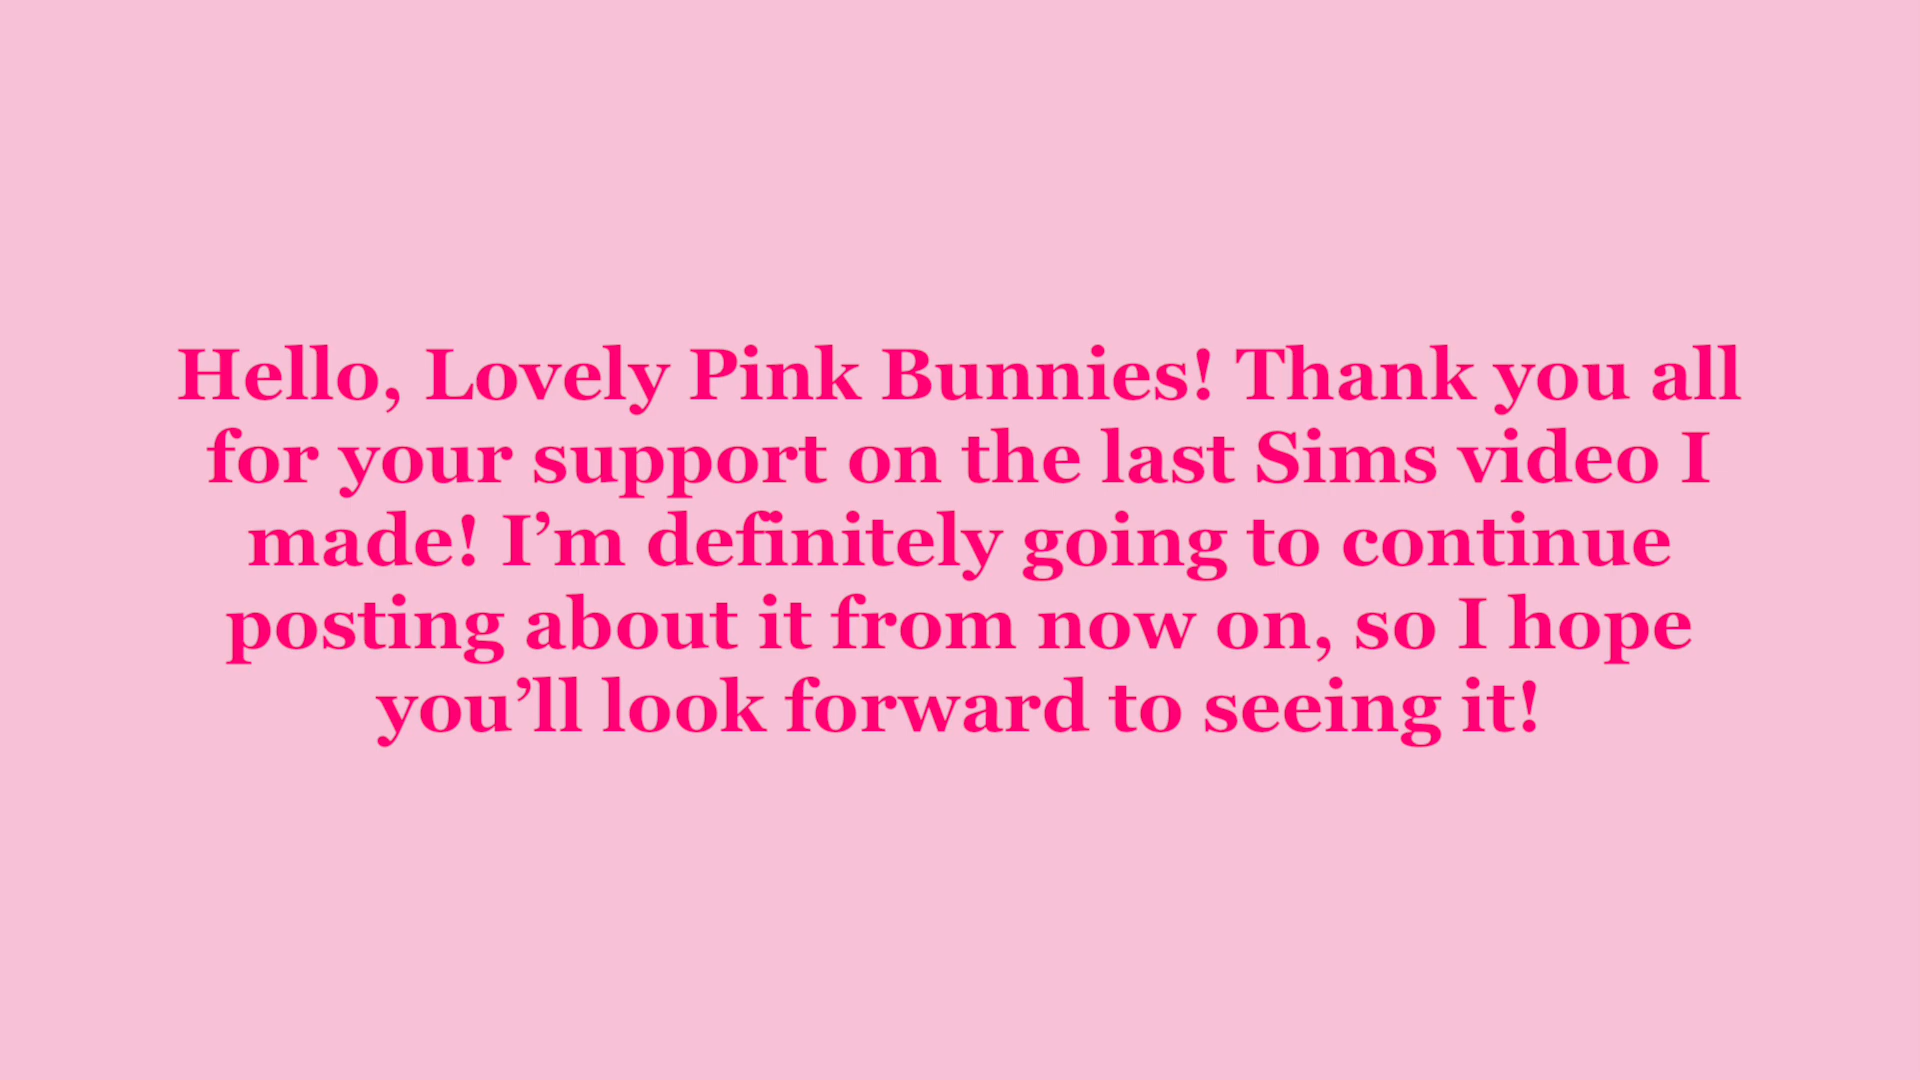 Hello, Lovely Pink Bunnies! Thank you all
for your support on the last Sims video I
made! I’m definitely going to continue
posting about it from now on, so I hope
you’ll look forward to seeing it!